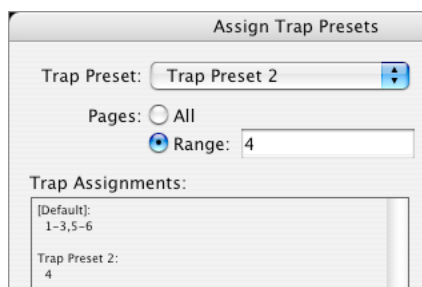 Assign Trap Presets
Trap Preset: Trap Preset 2
Pages: All
Range: 4
Trap Assignments:
[Default]:
1-3,5-6
Trap Preset 2:
4